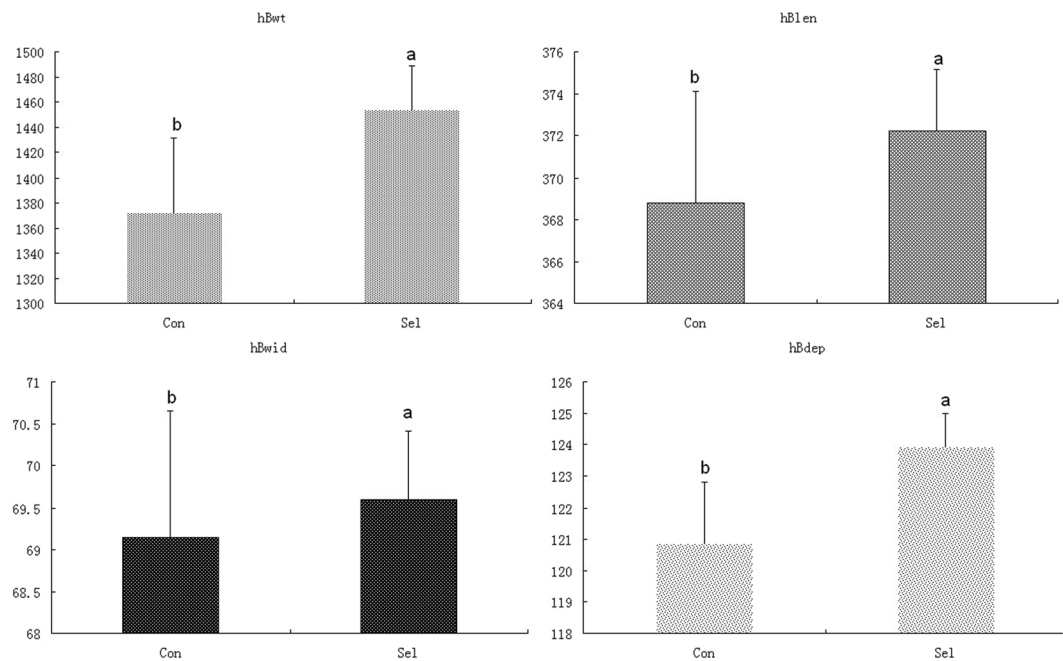 hBwt
1500
1480
1460
1440
1420
1400
1380
1360
1340
1320
1300
b
a
Con Sel
hBlen
376
374
372
370
368
366
364
b
a
Con Sel
hBwid
71
70.5
70
69.5
69
68.5
68
b
a
Con Sel
hBdep
126
125
124
123
122
121
120
119
118
b
a
Con Sel